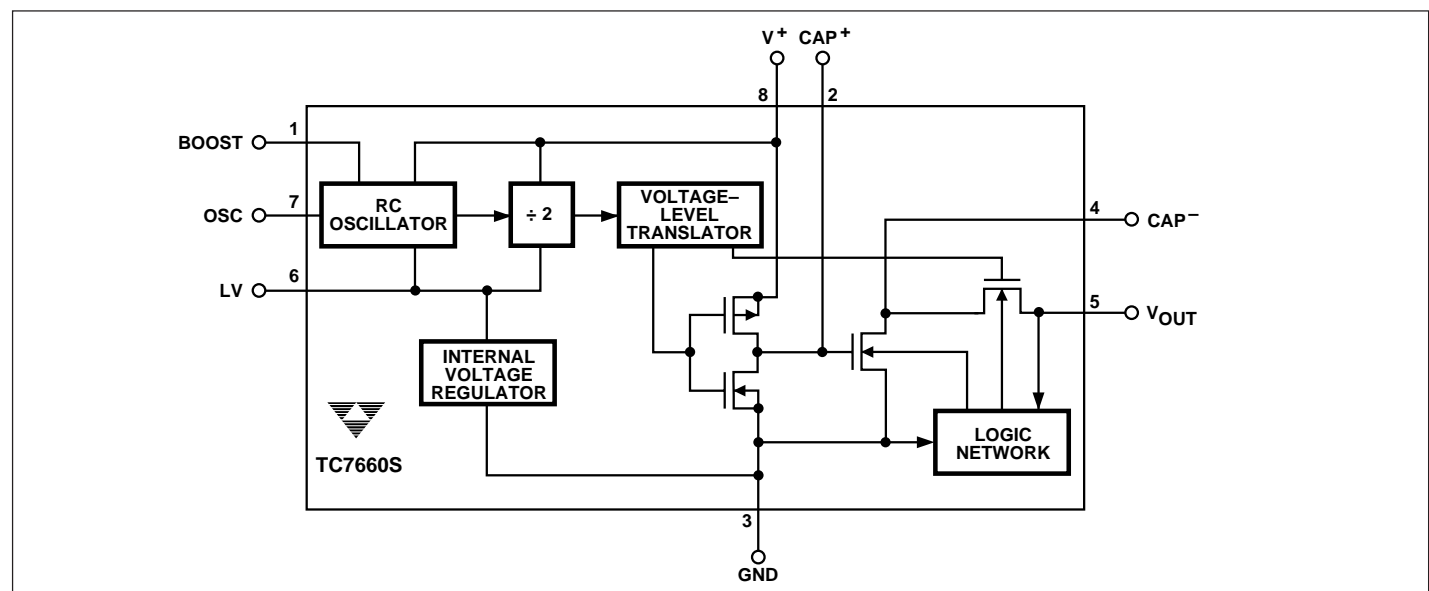 V+ CAP+
8 2
BOOST 1
OSC 7
LV 6
RC
OSCILLATOR
÷ 2
VOLTAGE–
LEVEL
TRANSLATOR
4 CAP–
5 VOUT
INTERNAL
VOLTAGE
REGULATOR
LOGIC
NETWORK
TC7660S
3
GND